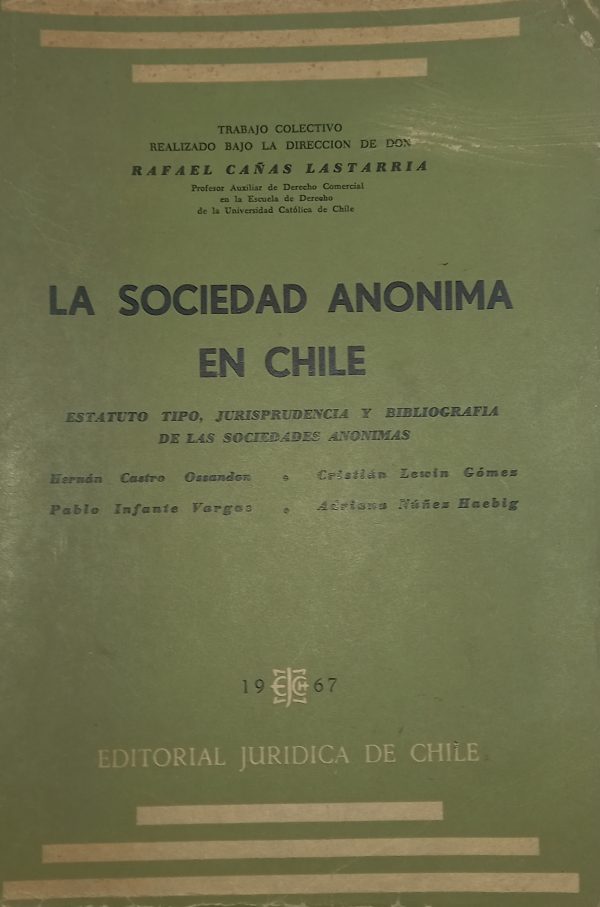 TRABAJO COLECTIVO
REALIZADO BAJO LA DIRECCION DE DON
RAFAEL CAÑAS LASTARRIA
Profesor Auxiliar de Derecho Comercial
en la Escuela de Derecho
de la Universidad Católica de Chile
LA SOCIEDAD ANONIMA
EN CHILE
ESTATUTO TIPO, JURISPRUDENCIA Y BIBLIOGRAFIA
DE LAS SOCIEDADES ANONIMAS
Hernán Castro Ossandon • Cristián Lewin Gómez
Pablo Infante Vargas • Adriana Núñez Haebig
19 EJCH 67
EDITORIAL JURIDICA DE CHILE